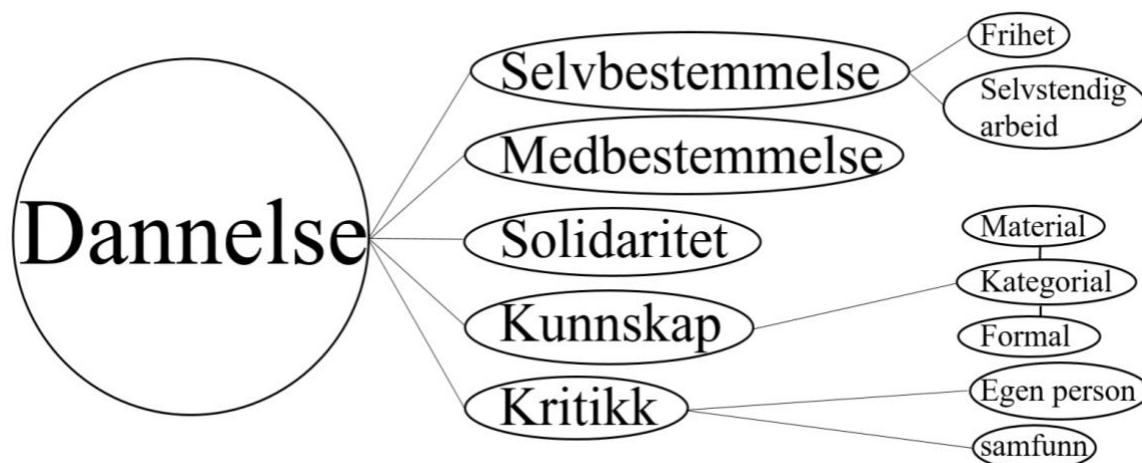 Dannelse
Selvbestemmelse
Frihet
Selvstendig
arbeid
Medbestemmelse
Solidaritet
Kunnskap
Material
Kategorial
Formal
Kritikk
Egen person
samfunn